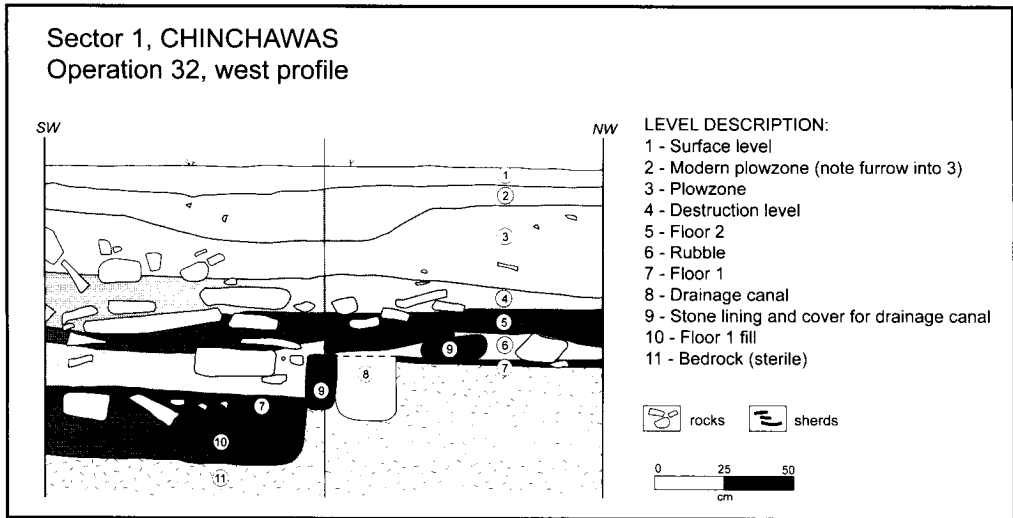 Sector 1, CHINCHAWAS
Operation 32, west profile
SW
NW
1
2
3
4
5
6
7
8
9
9
7
10
11
LEVEL DESCRIPTION:
1 - Surface level
2 - Modern plowzone (note furrow into 3)
3 - Plowzone
4 - Destruction level
5 - Floor 2
6 - Rubble
7 - Floor 1
8 - Drainage canal
9 - Stone lining and cover for drainage canal
10 - Floor 1 fill
11 - Bedrock (sterile)
rocks
sherds
0 25 50
cm